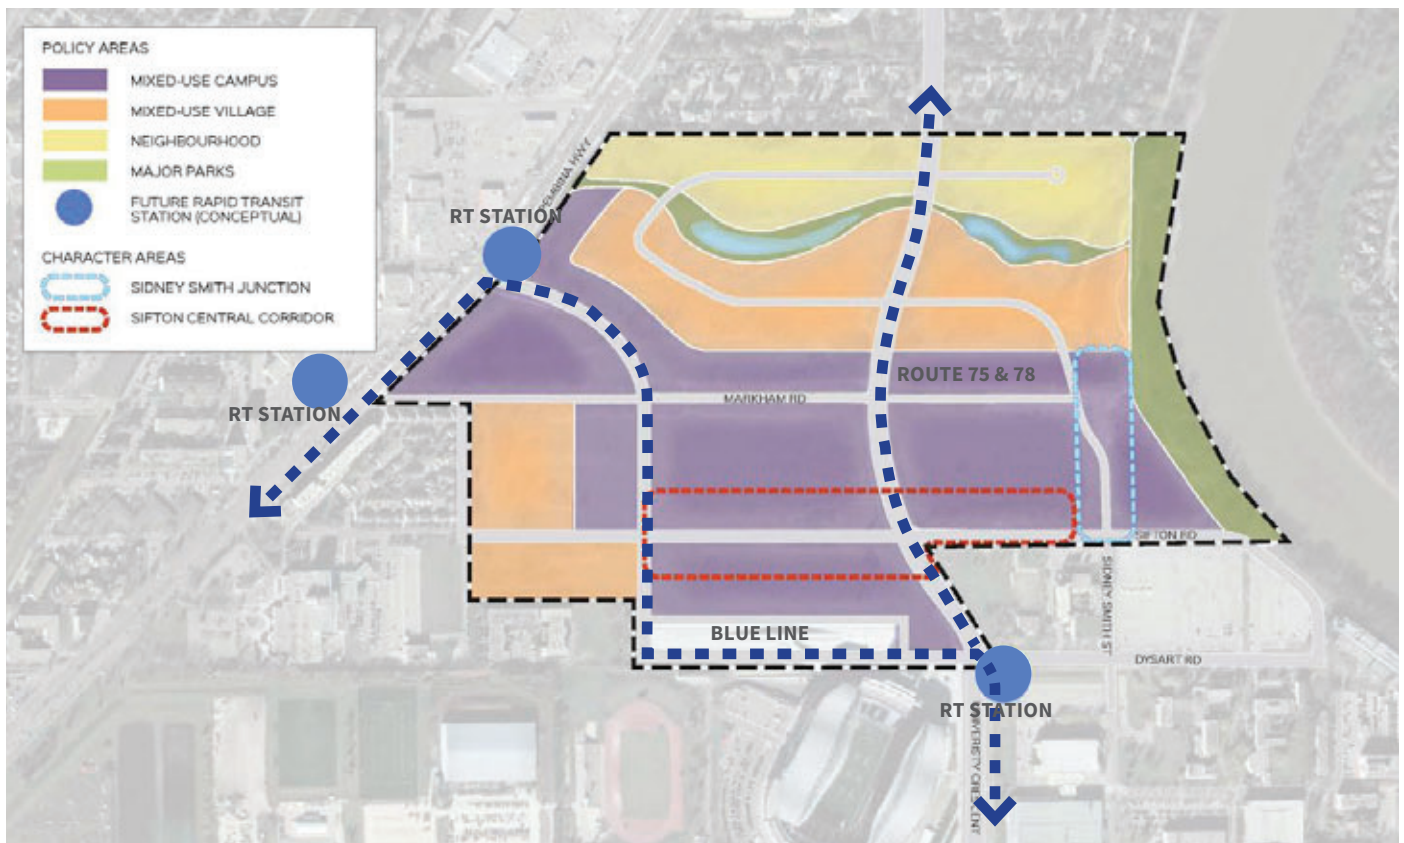 POLICY AREAS
MIXED-USE CAMPUS
MIXED-USE VILLAGE
NEIGHBOURHOOD
MAJOR PARKS
FUTURE RAPID TRANSIT
STATION (CONCEPTUAL)
CHARACTER AREAS
SIDNEY SMITH JUNCTION
SIFTON CENTRAL CORRIDOR
PEMBINA HWY
RT STATION
RT STATION
ROUTE 75 & 78
MARKHAM RD
SIFTON RD
SIDNEY SMITH ST
BLUE LINE
DYSART RD
RT STATION
UNIVERISTY CRESCENT